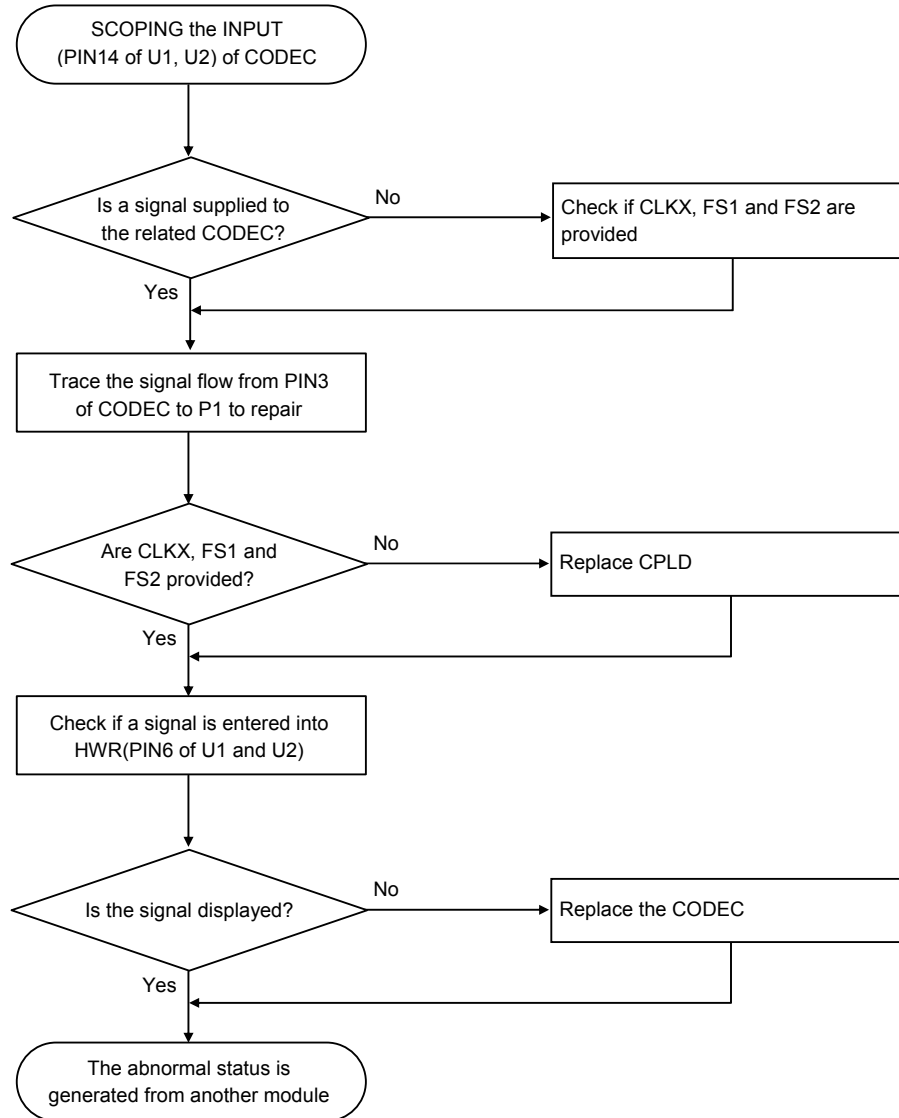 SCOPING the INPUT
(PIN14 of U1, U2) of CODEC
Is a signal supplied to
the related CODEC?
No
Check if CLKX, FS1 and FS2 are
provided
Yes
Trace the signal flow from PIN3
of CODEC to P1 to repair
Are CLKX, FS1 and
FS2 provided?
No
Replace CPLD
Yes
Check if a signal is entered into
HWR(PIN6 of U1 and U2)
Is the signal displayed?
No
Replace the CODEC
Yes
The abnormal status is
generated from another module